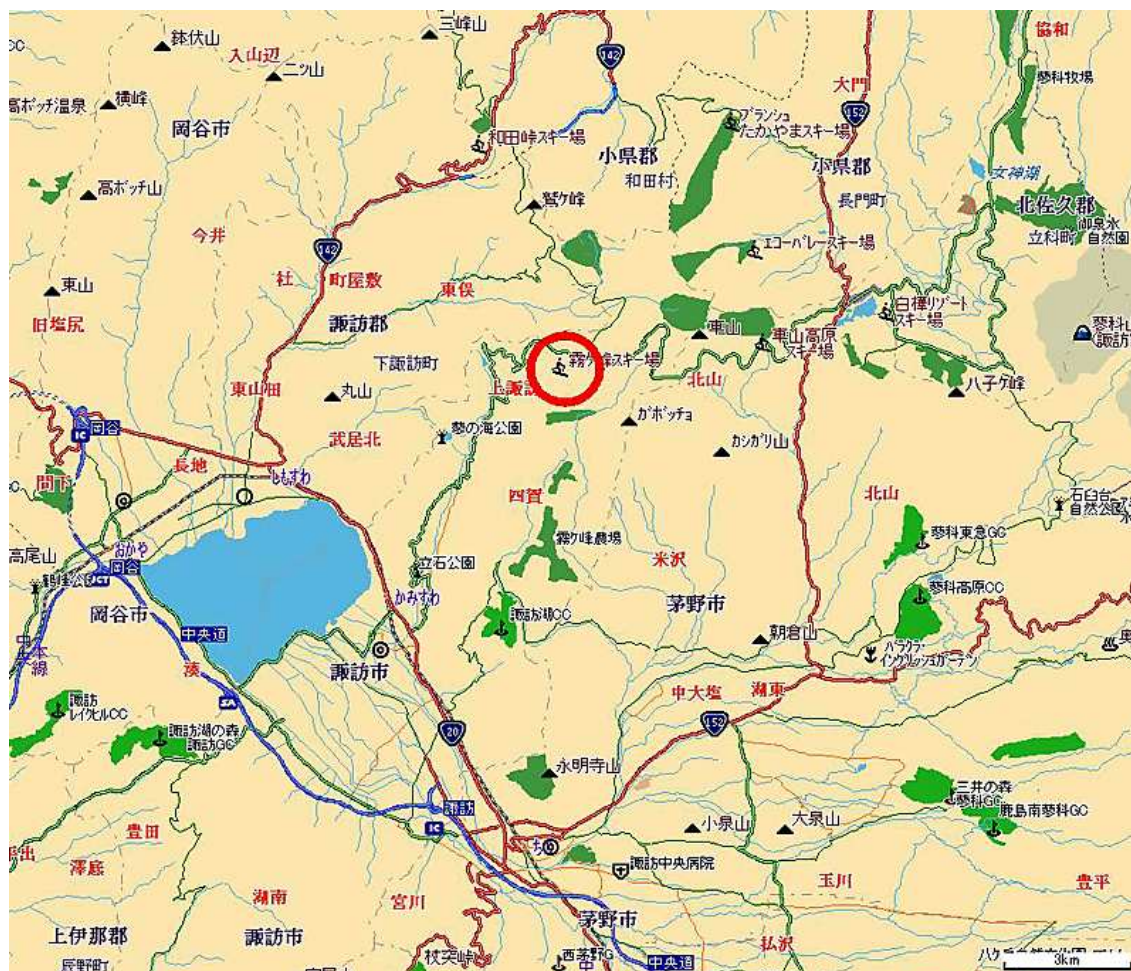 三峰山
鉢伏山
入山辺
二ッ山
142
協和
蓼科牧場
大門
152
高ボッチ温泉
横峰
岡谷市
ブランシュ
たかやまスキー場
和田峠スキー場
小県郡
和田村
小県郡
女神湖
高ボッチ山
鷲ケ峰
長門町
北佐久郡
御泉水
自然園
立科町
今井
142
エコーバレースキー場
東山
社
町屋敷
東俣
旧塩尻
諏訪郡
白樺リゾート
スキー場
車山
車山高原
スキー場
下諏訪町
霧ケ峰スキー場
北山
八子ケ峰
東山田
丸山
ガボッチョ
武居北
蓼の海公園
カシガリ山
岡谷
IC
長地
しもすわ
間下
四賀
北山
石臼台
自然公園
霧ケ峰農場
蓼科東急GC
高尾山
おかや
岡谷
JCT
立石公園
米沢
かみすわ
茅野市
蓼科高原CC
岡谷市
諏訪湖CC
中央道
朝倉山
バラクラ・
イングリッシュガーデン
湊
諏訪市
中大塩
湖東
SA
諏訪
レイクヒルCC
152
20
諏訪湖の森
諏訪GC
永明寺山
三井の森
蓼科GC
鹿島南蓼科GC
諏訪
IC
小泉山
大泉山
豊田
諏訪中央病院
澤底
玉川
豊平
湖南
宮川
茅野市
上伊那郡
諏訪市
払沢
辰野町
杖突峠
西茅野
中央道
3km